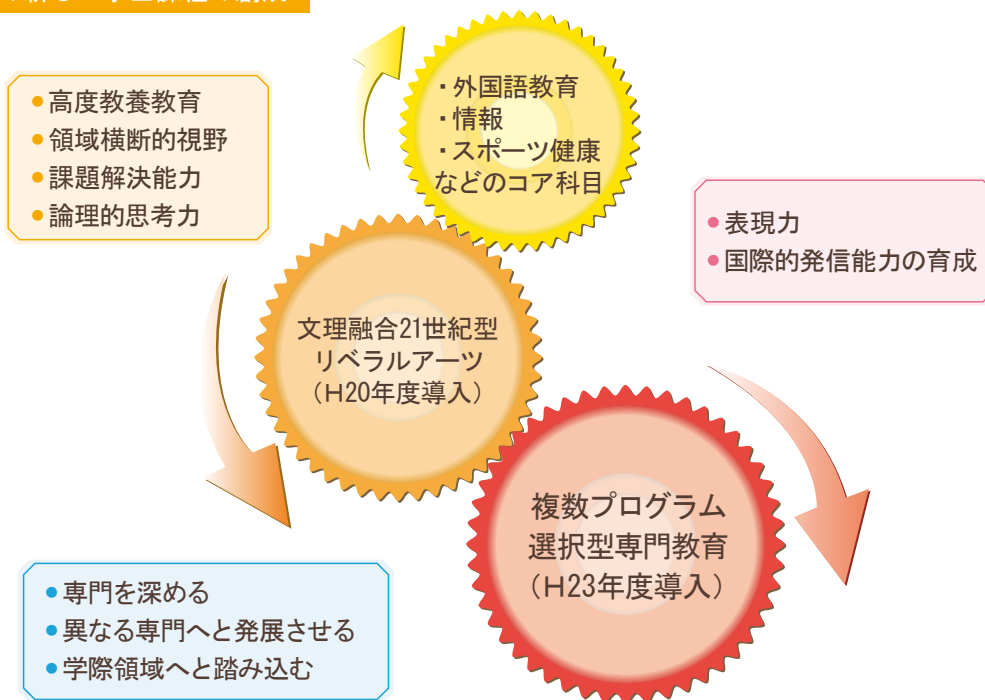 ・外国語教育
・情報
・スポーツ健康
などのコア科目
●高度教養教育
●領域横断的視野
●課題解決能力
●論理的思考力
●表現力
●国際的発信能力の育成
文理融合21世紀型
リベラルアーツ
（H20年度導入）
複数プログラム
選択型専門教育
（H23年度導入）
●専門を深める
●異なる専門へと発展させる
●学際領域へと踏み込む